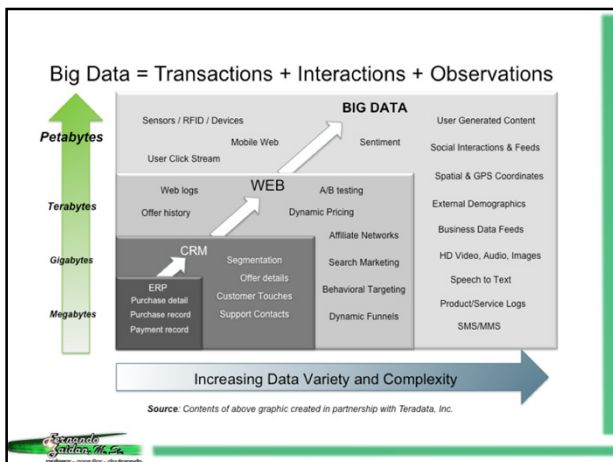 Big Data = Transactions + Interactions + Observations
Petabytes
Terabytes
Gigabytes
Megabytes
BIG DATA
Sensors / RFID / Devices
Mobile Web
Sentiment
User Click Stream
User Generated Content
Social Interactions & Feeds
Spatial & GPS Coordinates
External Demographics
Business Data Feeds
HD Video, Audio, Images
Speech to Text
Product/Service Logs
SMS/MMS
WEB
Web logs
A/B testing
Offer history
Dynamic Pricing
Affiliate Networks
Search Marketing
Behavioral Targeting
Dynamic Funnels
CRM
Segmentation
Offer details
Customer Touches
Support Contacts
ERP
Purchase detail
Purchase record
Payment record
Increasing Data Variety and Complexity
Source: Contents of above graphic created in partnership with Teradata, Inc.
Fernando
Zaidan, M.Sc.